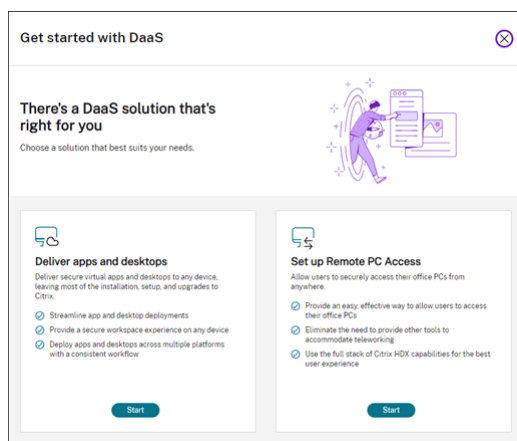 Get started with DaaS
There's a DaaS solution that's
right for you
Choose a solution that best suits your needs.
Deliver apps and desktops
Deliver secure virtual apps and desktops to any device,
leaving most of the installation, setup, and upgrades to
Citrix.
Streamline app and desktop deployments
Provide a secure workspace experience on any device
Deploy apps and desktops across multiple platforms
with a consistent workflow
Start
Set up Remote PC Access
Allow users to securely access their office PCs from
anywhere.
Provide an easy, effective way to allow users to access
their office PCs
Eliminate the need to provide other tools to
accommodate teleworking
Use the full stack of Citrix HDX capabilities for the best
user experience
Start